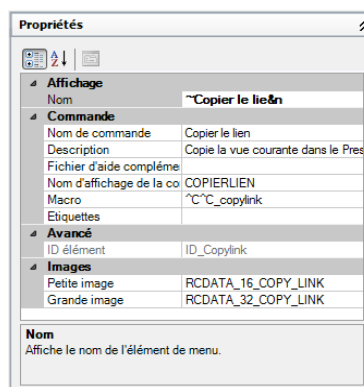 Propriétés
Affichage
Nom ~~Copier le lie&n
Commande
Nom de commande Copier le lien
Description Copie la vue courante dans le Pres
Fichier d'aide compléme
Nom d'affichage de la co COPIERLIEN
Macro ^C^C_copylink
Etiquettes
Avancé
ID élément ID_Copylink
Images
Petite image RCDATA_16_COPY_LINK
Grande image RCDATA_32_COPY_LINK
Nom
Affiche le nom de l'élément de menu.